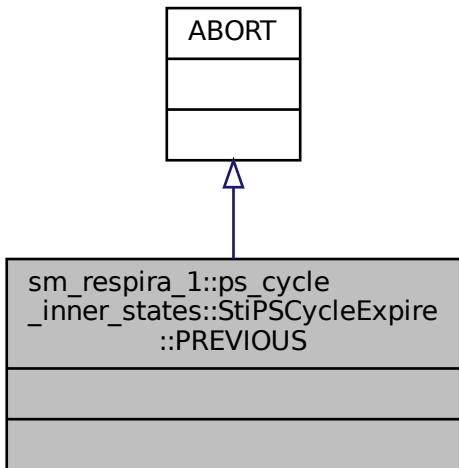 ABORT
sm_respira_1::ps_cycle
_inner_states::StiPSCycleExpire
::PREVIOUS